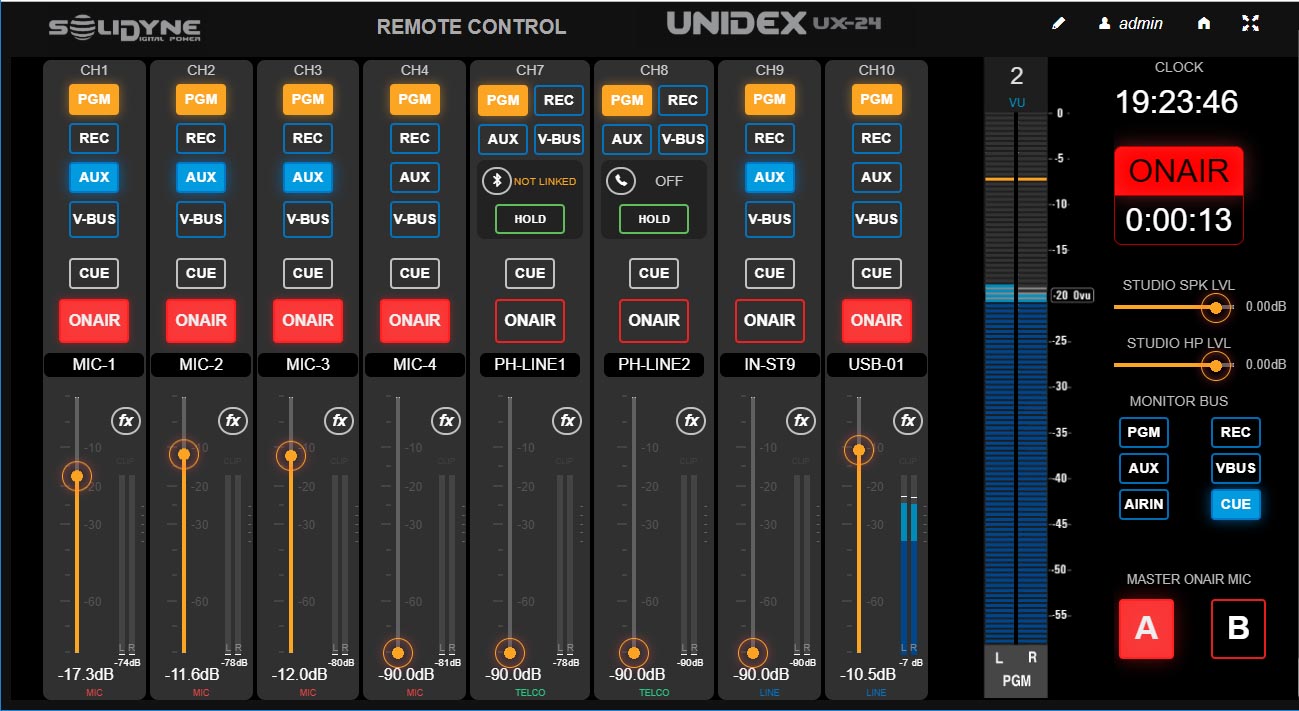 SOLIDYNE DIGITAL POWER REMOTE CONTROL UNIDEX UX-24 admin
CH1 CH2 CH3 CH4 CH7 CH8 CH9 CH10
PGM PGM PGM PGM PGM REC PGM REC PGM PGM
REC REC REC REC AUX V-BUS AUX V-BUS REC REC
AUX AUX AUX AUX NOT LINKED OFF AUX AUX
V-BUS V-BUS V-BUS V-BUS HOLD HOLD V-BUS V-BUS
CUE CUE CUE CUE CUE CUE CUE CUE
ONAIR ONAIR ONAIR ONAIR ONAIR ONAIR ONAIR ONAIR
MIC-1 MIC-2 MIC-3 MIC-4 PH-LINE1 PH-LINE2 IN-ST9 USB-01
fx fx fx fx fx fx fx fx
-10 -10 -10 -10 -10 -10 -10 -10
CLIP CLIP CLIP CLIP CLIP CLIP CLIP CLIP
-20 -20 -20 -20 -20 -20 -20 -20
-30 -30 -30 -30 -30 -30 -30 -30
-60 -60 -60 -60 -60 -60 -60 -60
L R L R L R L R L R L R L R L R
-74dB -78dB -80dB -81dB -78dB -90dB -90dB -7 dB
-17.3dB -11.6dB -12.0dB -90.0dB -90.0dB -90.0dB -90.0dB -10.5dB
MIC MIC MIC MIC TELCO TELCO LINE LINE
2
VU
0
-5
-10
-15
-20 0vu
-25
-30
-35
-40
-45
-50
-55
L R
PGM
CLOCK
19:23:46
ONAIR
0:00:13
STUDIO SPK LVL
0.00dB
STUDIO HP LVL
0.00dB
MONITOR BUS
PGM REC
AUX VBUS
AIRIN CUE
MASTER ONAIR MIC
A B